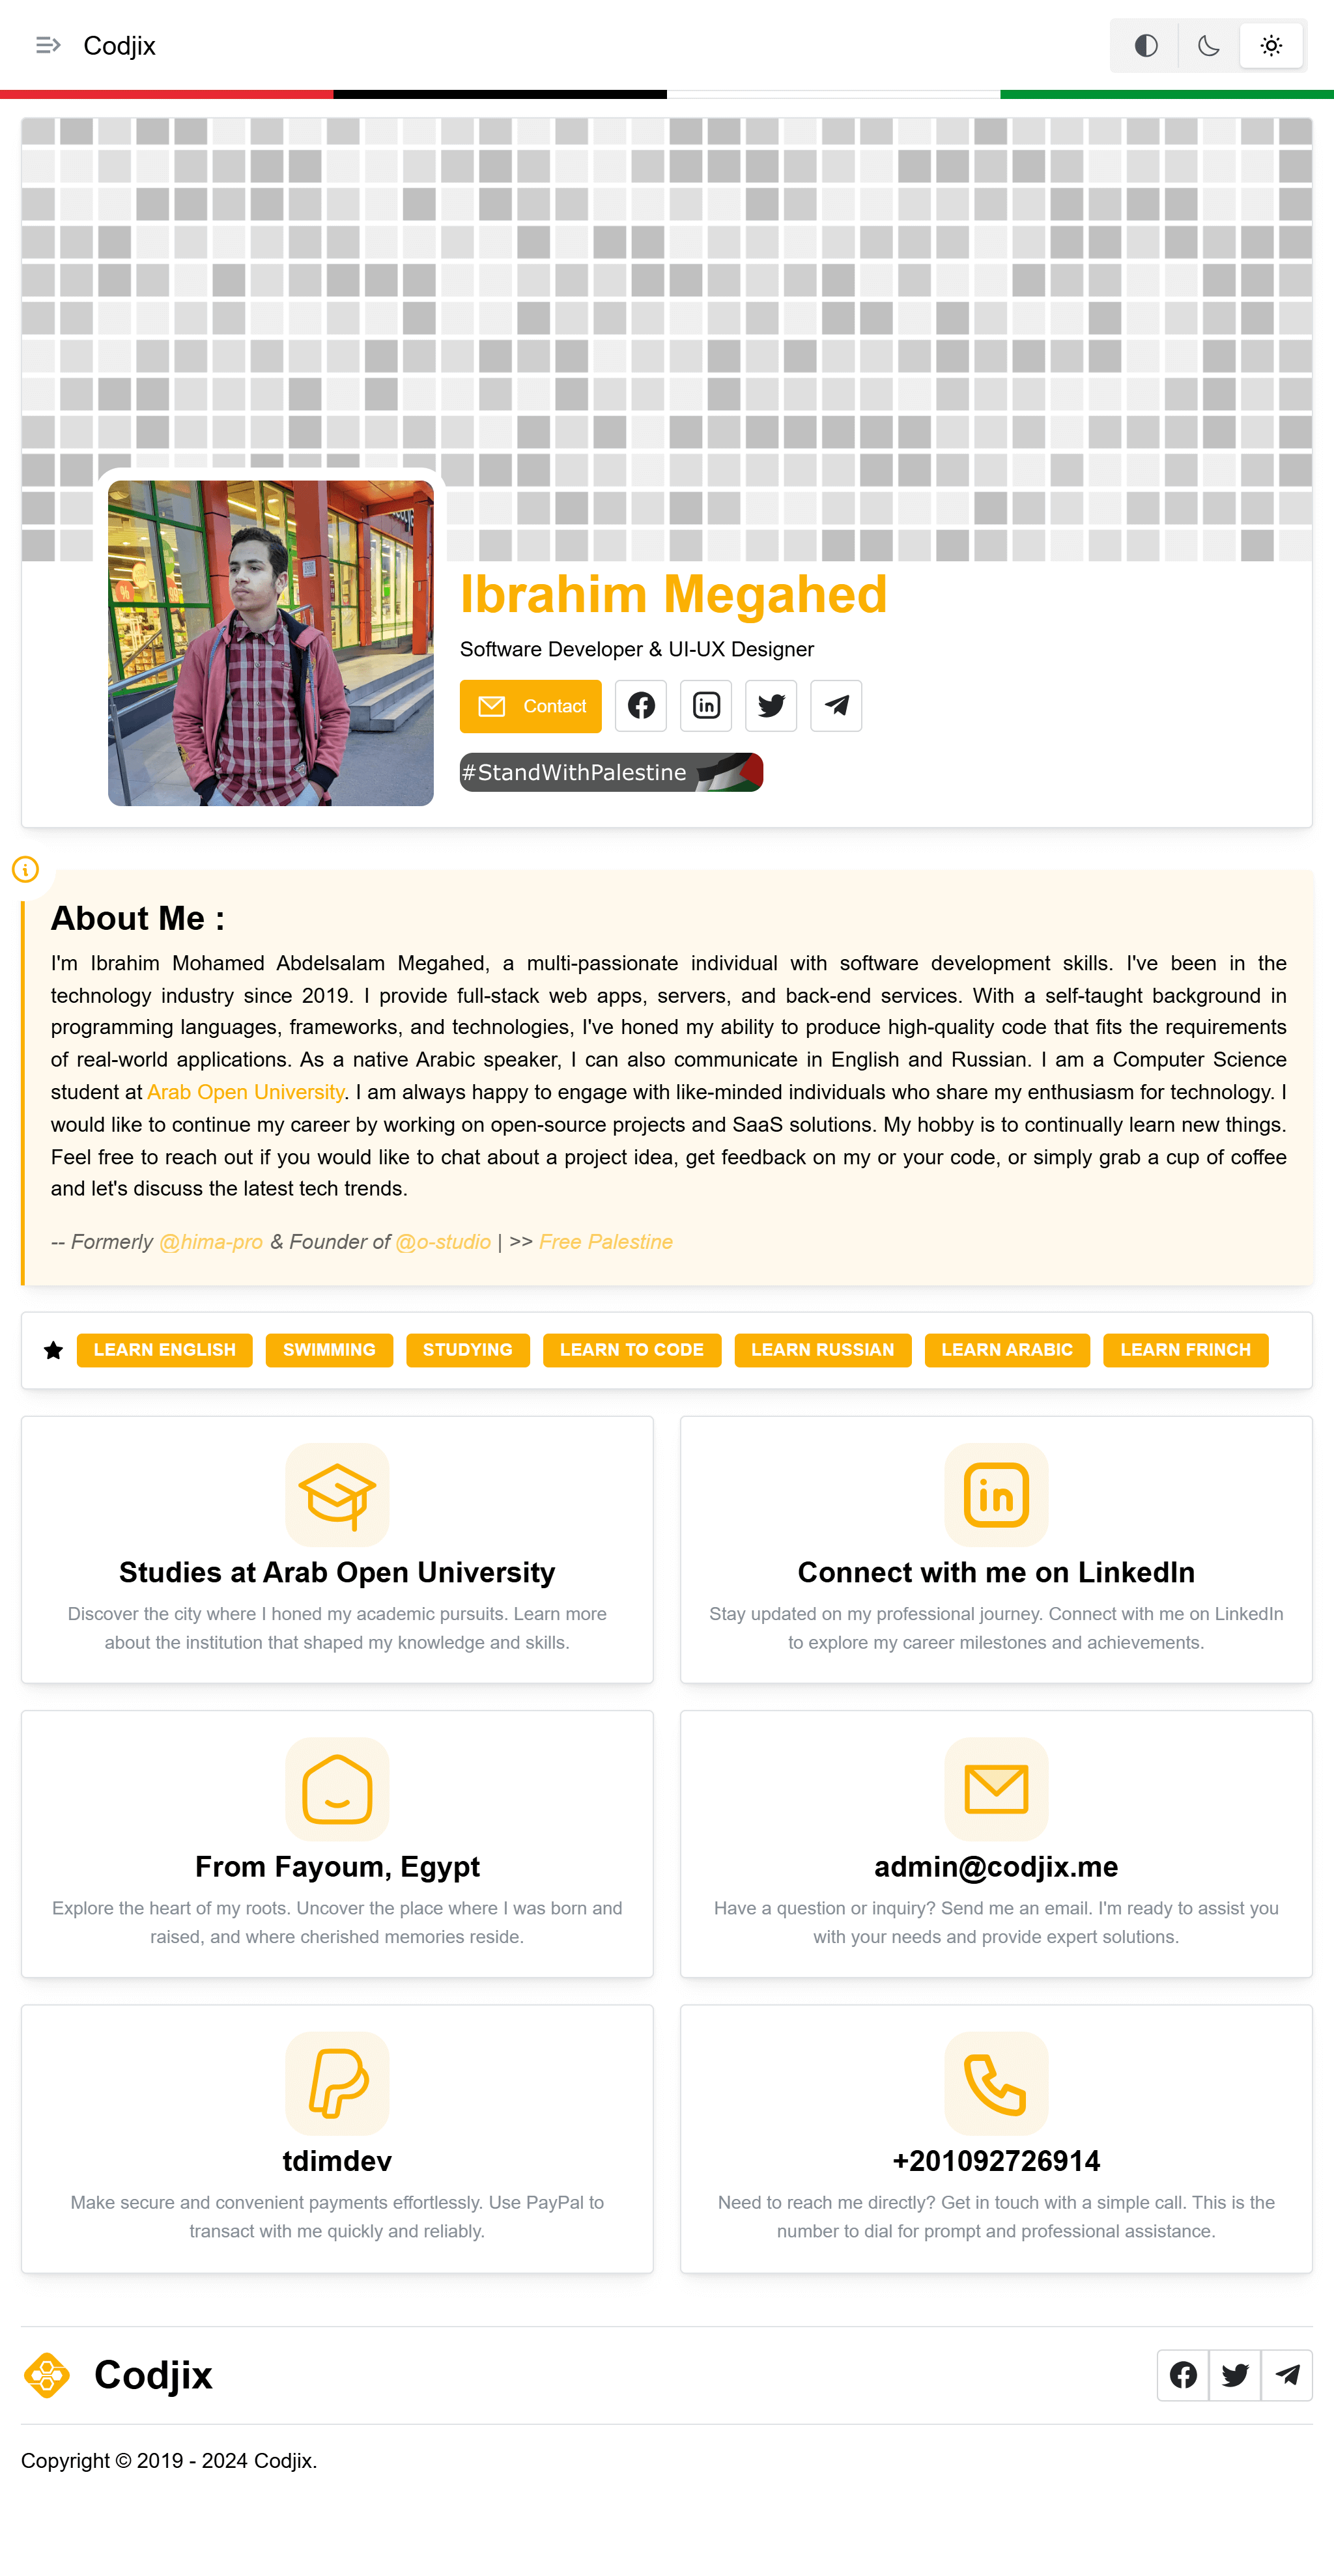 Codjix
Ibrahim Megahed
Software Developer & UI-UX Designer
Contact
#StandWithPalestine
About Me :
I'm Ibrahim Mohamed Abdelsalam Megahed, a multi-passionate individual with software development skills. I've been in the
technology industry since 2019. I provide full-stack web apps, servers, and back-end services. With a self-taught background in
programming languages, frameworks, and technologies, I've honed my ability to produce high-quality code that fits the requirements
of real-world applications. As a native Arabic speaker, I can also communicate in English and Russian. I am a Computer Science
student at Arab Open University. I am always happy to engage with like-minded individuals who share my enthusiasm for technology. I
would like to continue my career by working on open-source projects and SaaS solutions. My hobby is to continually learn new things.
Feel free to reach out if you would like to chat about a project idea, get feedback on my or your code, or simply grab a cup of coffee
and let's discuss the latest tech trends.
-- Formerly @hima-pro & Founder of @o-studio | >> Free Palestine
LEARN ENGLISH SWIMMING STUDYING LEARN TO CODE LEARN RUSSIAN LEARN ARABIC LEARN FRINCH
Studies at Arab Open University
Discover the city where I honed my academic pursuits. Learn more
about the institution that shaped my knowledge and skills.
Connect with me on LinkedIn
Stay updated on my professional journey. Connect with me on LinkedIn
to explore my career milestones and achievements.
From Fayoum, Egypt
Explore the heart of my roots. Uncover the place where I was born and
raised, and where cherished memories reside.
admin@codjix.me
Have a question or inquiry? Send me an email. I'm ready to assist you
with your needs and provide expert solutions.
tdimdev
Make secure and convenient payments effortlessly. Use PayPal to
transact with me quickly and reliably.
+201092726914
Need to reach me directly? Get in touch with a simple call. This is the
number to dial for prompt and professional assistance.
Codjix
Copyright © 2019 - 2024 Codjix.